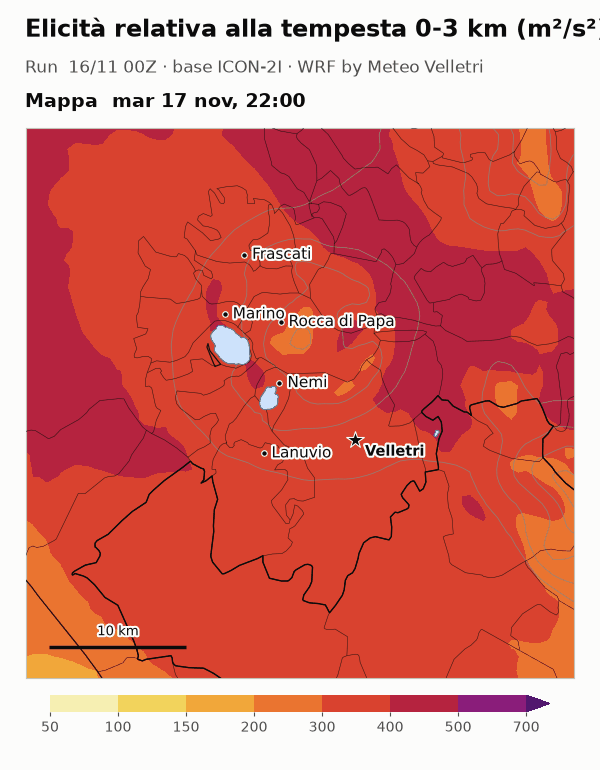 Elicità relativa alla tempesta 0-3 km (m²/s²)
Run  16/11 00Z · base ICON-2I · WRF by Meteo Velletri
Mappa  mar 17 nov, 22:00
Frascati
Marino
Rocca di Papa
Nemi
Velletri
Lanuvio
10 km
50 100 150 200 300 400 500 700